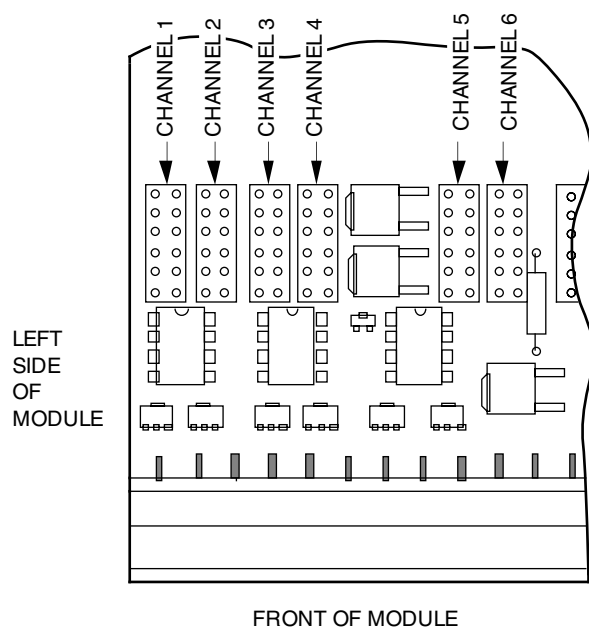 CHANNEL 1
CHANNEL 2
CHANNEL 3
CHANNEL 4
CHANNEL 5
CHANNEL 6
LEFT
SIDE
OF
MODULE
FRONT OF MODULE